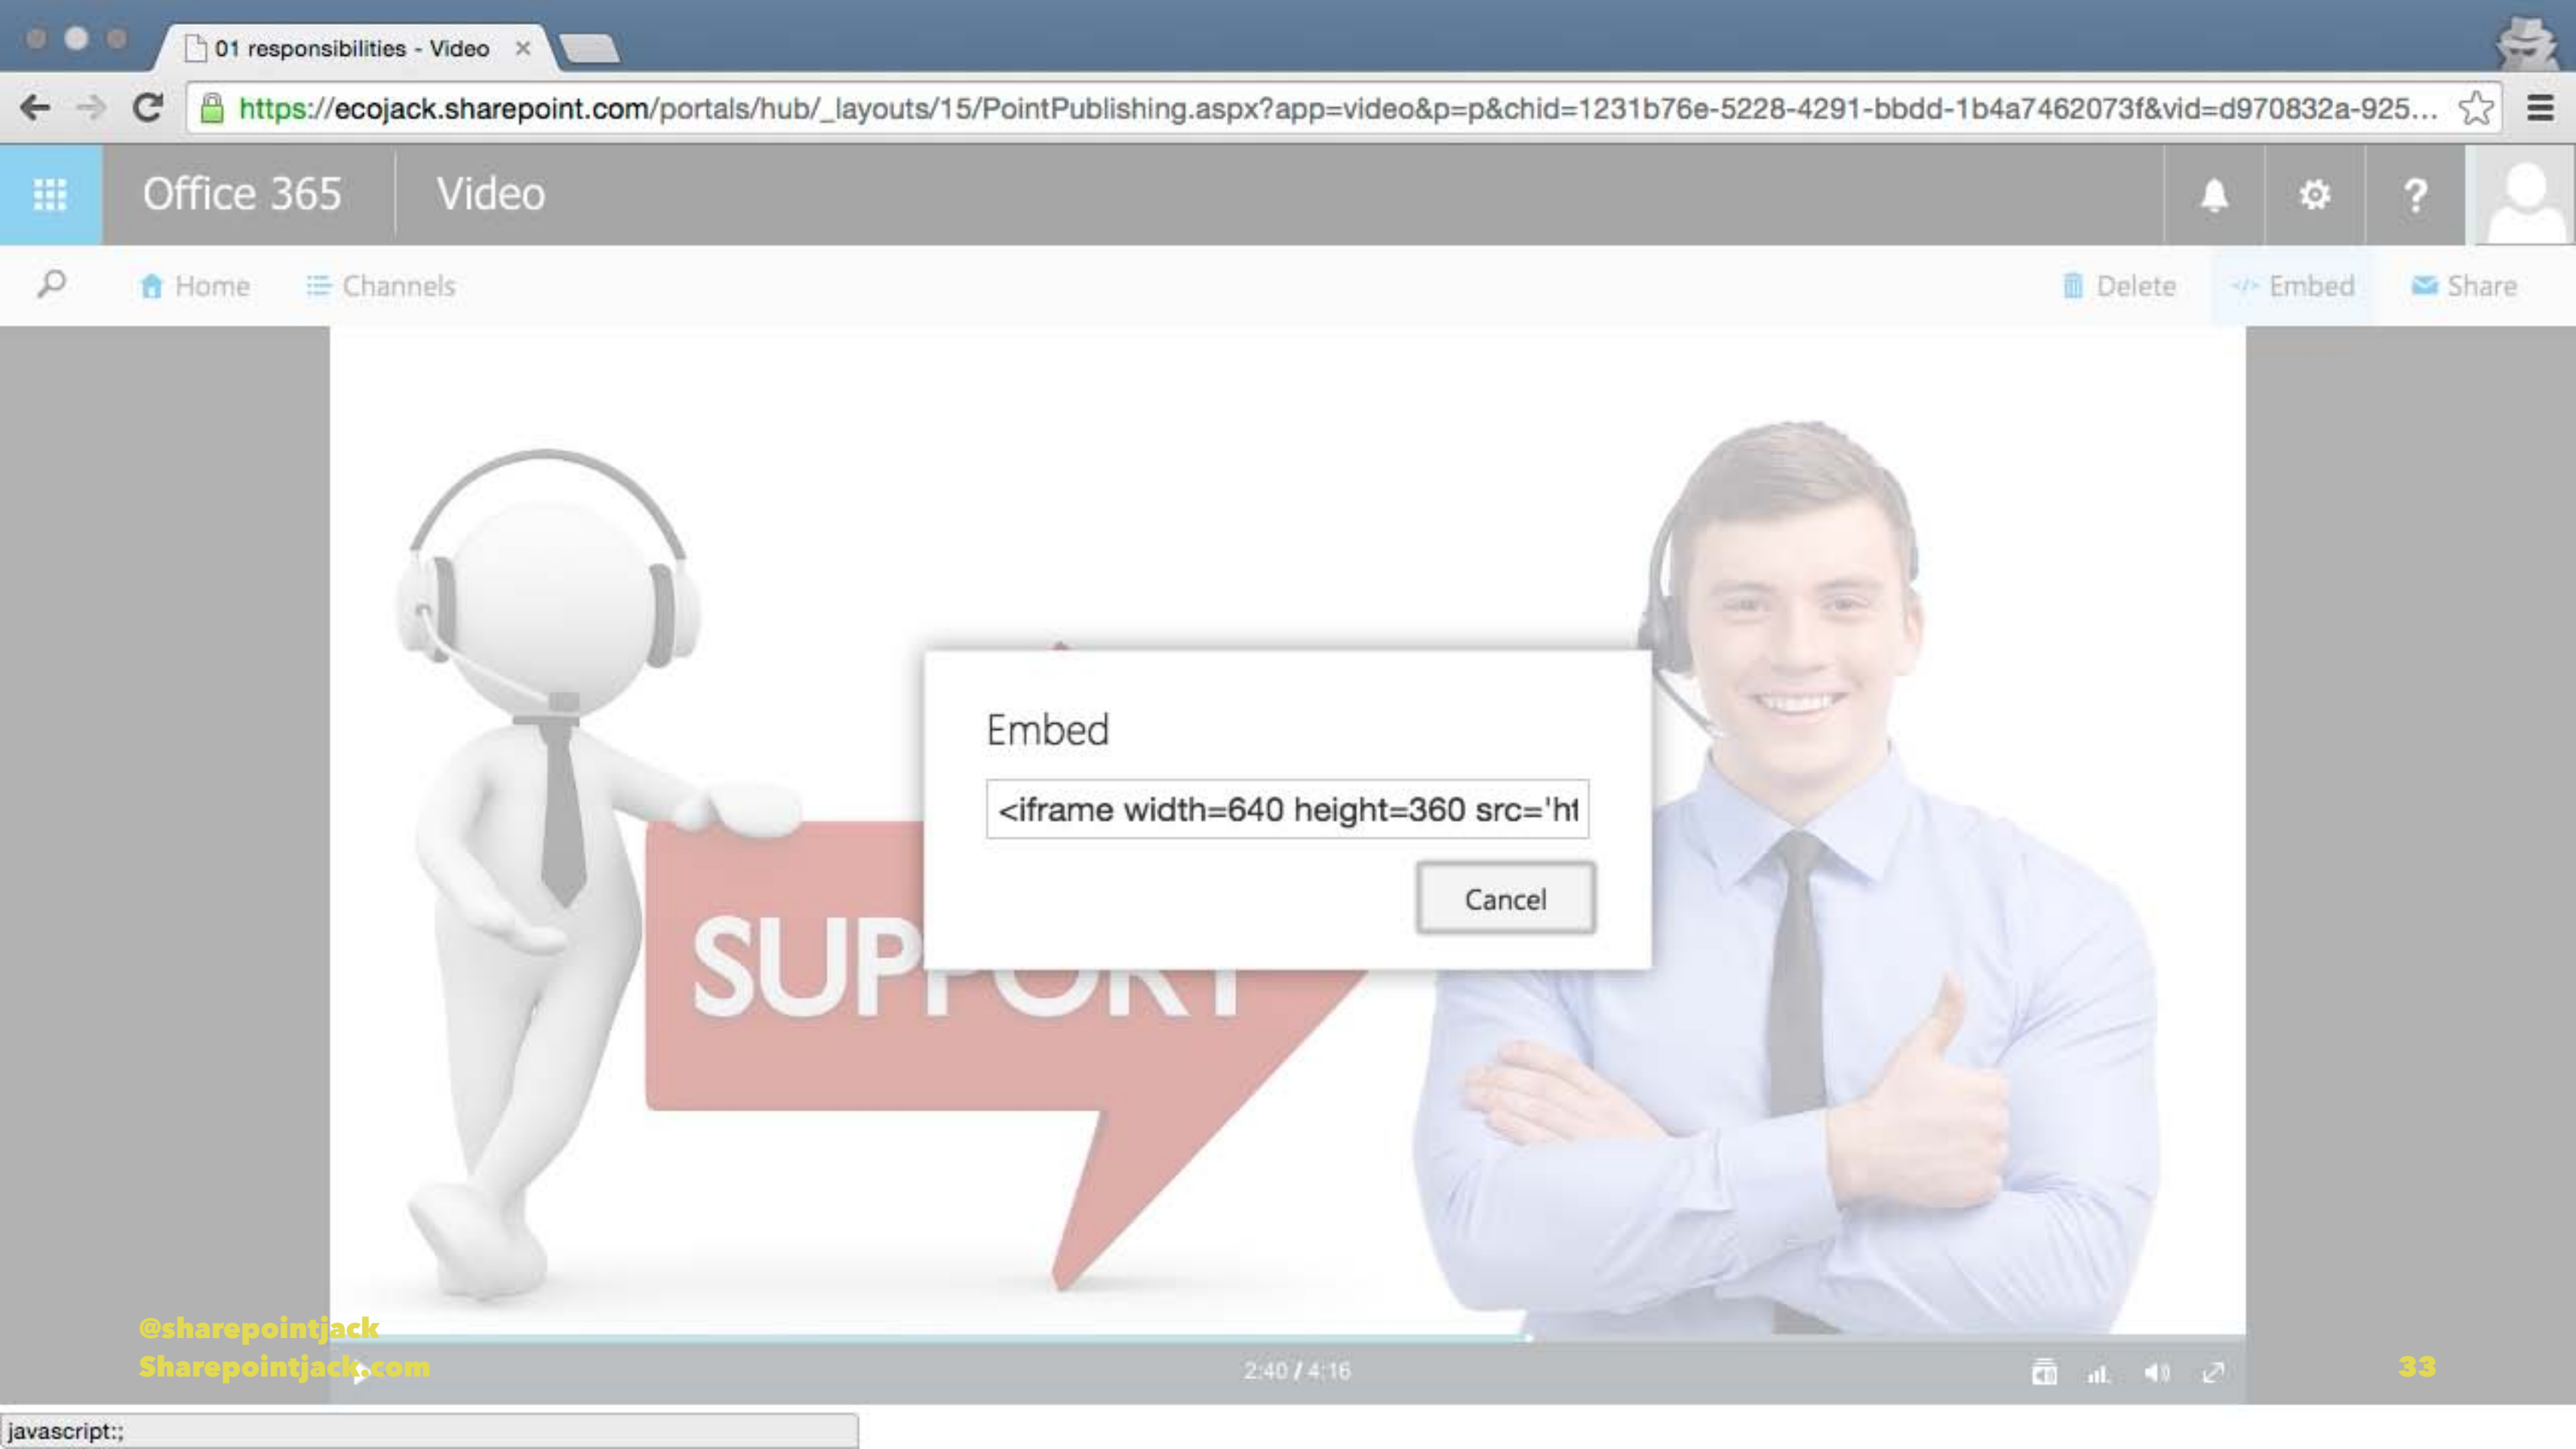 01 responsibilities - Video
https://ecojack.sharepoint.com/portals/hub/_layouts/15/PointPublishing.aspx?app=video&p=p&chid=1231b76e-5228-4291-bbdd-1b4a7462073f&vid=d970832a-925...
Office 365 Video
Home Channels Delete </> Embed Share
Embed
<iframe width=640 height=360 src='ht
Cancel
SUPPORT
@sharepointjack
Sharepointjack.com
2:40 / 4:16
33
javascript:;